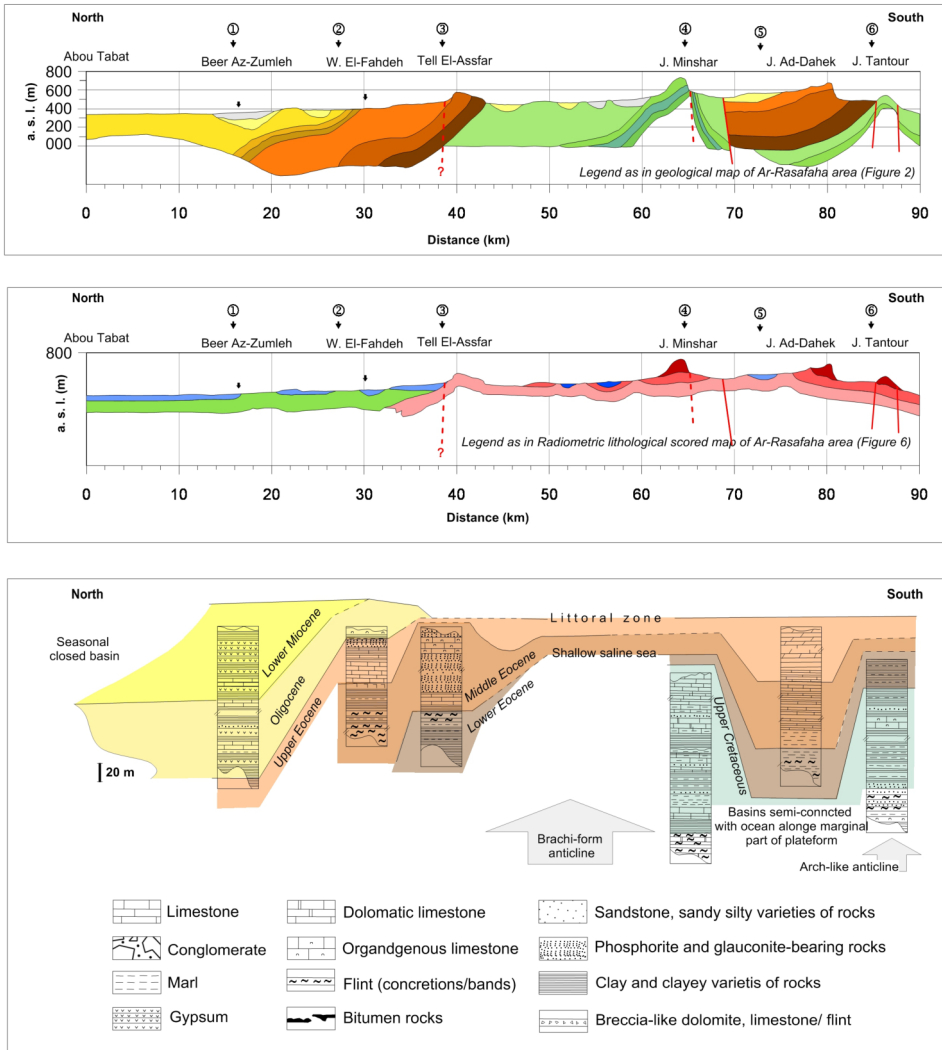 North South
① ② ③ ④ ⑤ ⑥
Abou Tabat Beer Az-Zumleh W. El-Fahdeh Tell El-Assfar J. Minshar J. Ad-Dahek J. Tantour
a. s. l. (m)
800
600
400
200
000
?
Legend as in geological map of Ar-Rasafaha area (Figure 2)
0 10 20 30 40 50 60 70 80 90
Distance (km)
North South
① ② ③ ④ ⑤ ⑥
Abou Tabat Beer Az-Zumleh W. El-Fahdeh Tell El-Assfar J. Minshar J. Ad-Dahek J. Tantour
a. s. l. (m)
800
?
Legend as in Radiometric lithological scored map of Ar-Rasafaha area (Figure 6)
0 10 20 30 40 50 60 70 80 90
Distance (km)
North South
Seasonal
closed basin
Lower Miocene
Oligocene
Upper Eocene
Littoral zone
Shallow saline sea
Middle Eocene
Lower Eocene
Upper Cretaceous
20 m
Basins semi-conncted
with ocean alonge marginal
part of plateform
Brachi-form
anticline
Arch-like anticline
Limestone
Conglomerate
Marl
Gypsum
Dolomatic limestone
Organdgenous limestone
Flint (concretions/bands)
Bitumen rocks
Sandstone, sandy silty varieties of rocks
Phosphorite and glauconite-bearing rocks
Clay and clayey varietis of rocks
Breccia-like dolomite, limestone/ flint